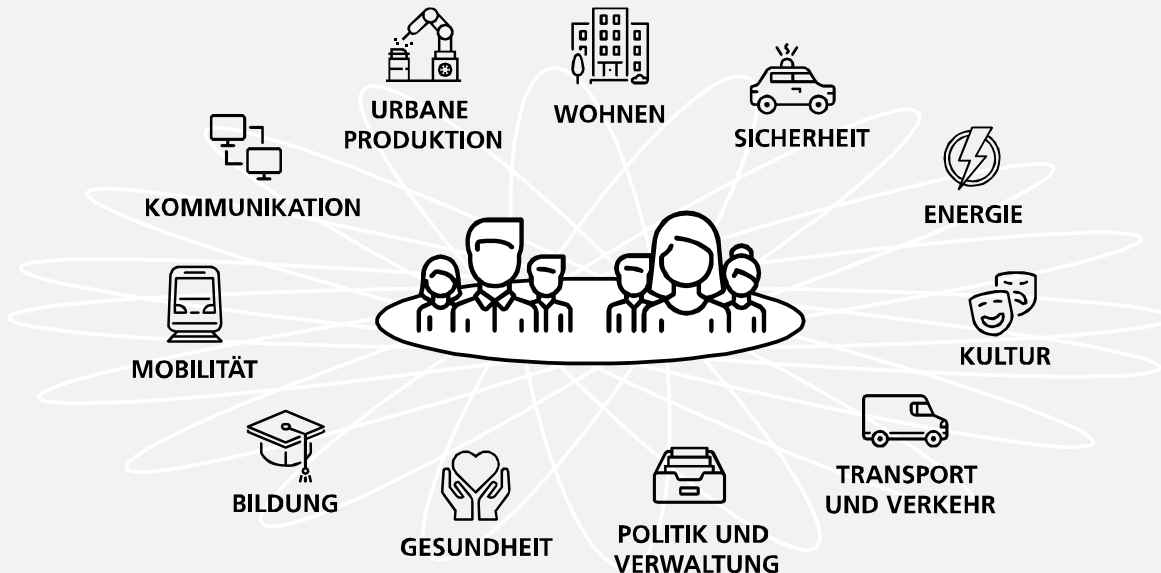 URBANE
PRODUKTION
WOHNEN
SICHERHEIT
KOMMUNIKATION
ENERGIE
MOBILITÄT
KULTUR
BILDUNG
GESUNDHEIT
POLITIK UND
VERWALTUNG
TRANSPORT
UND VERKEHR